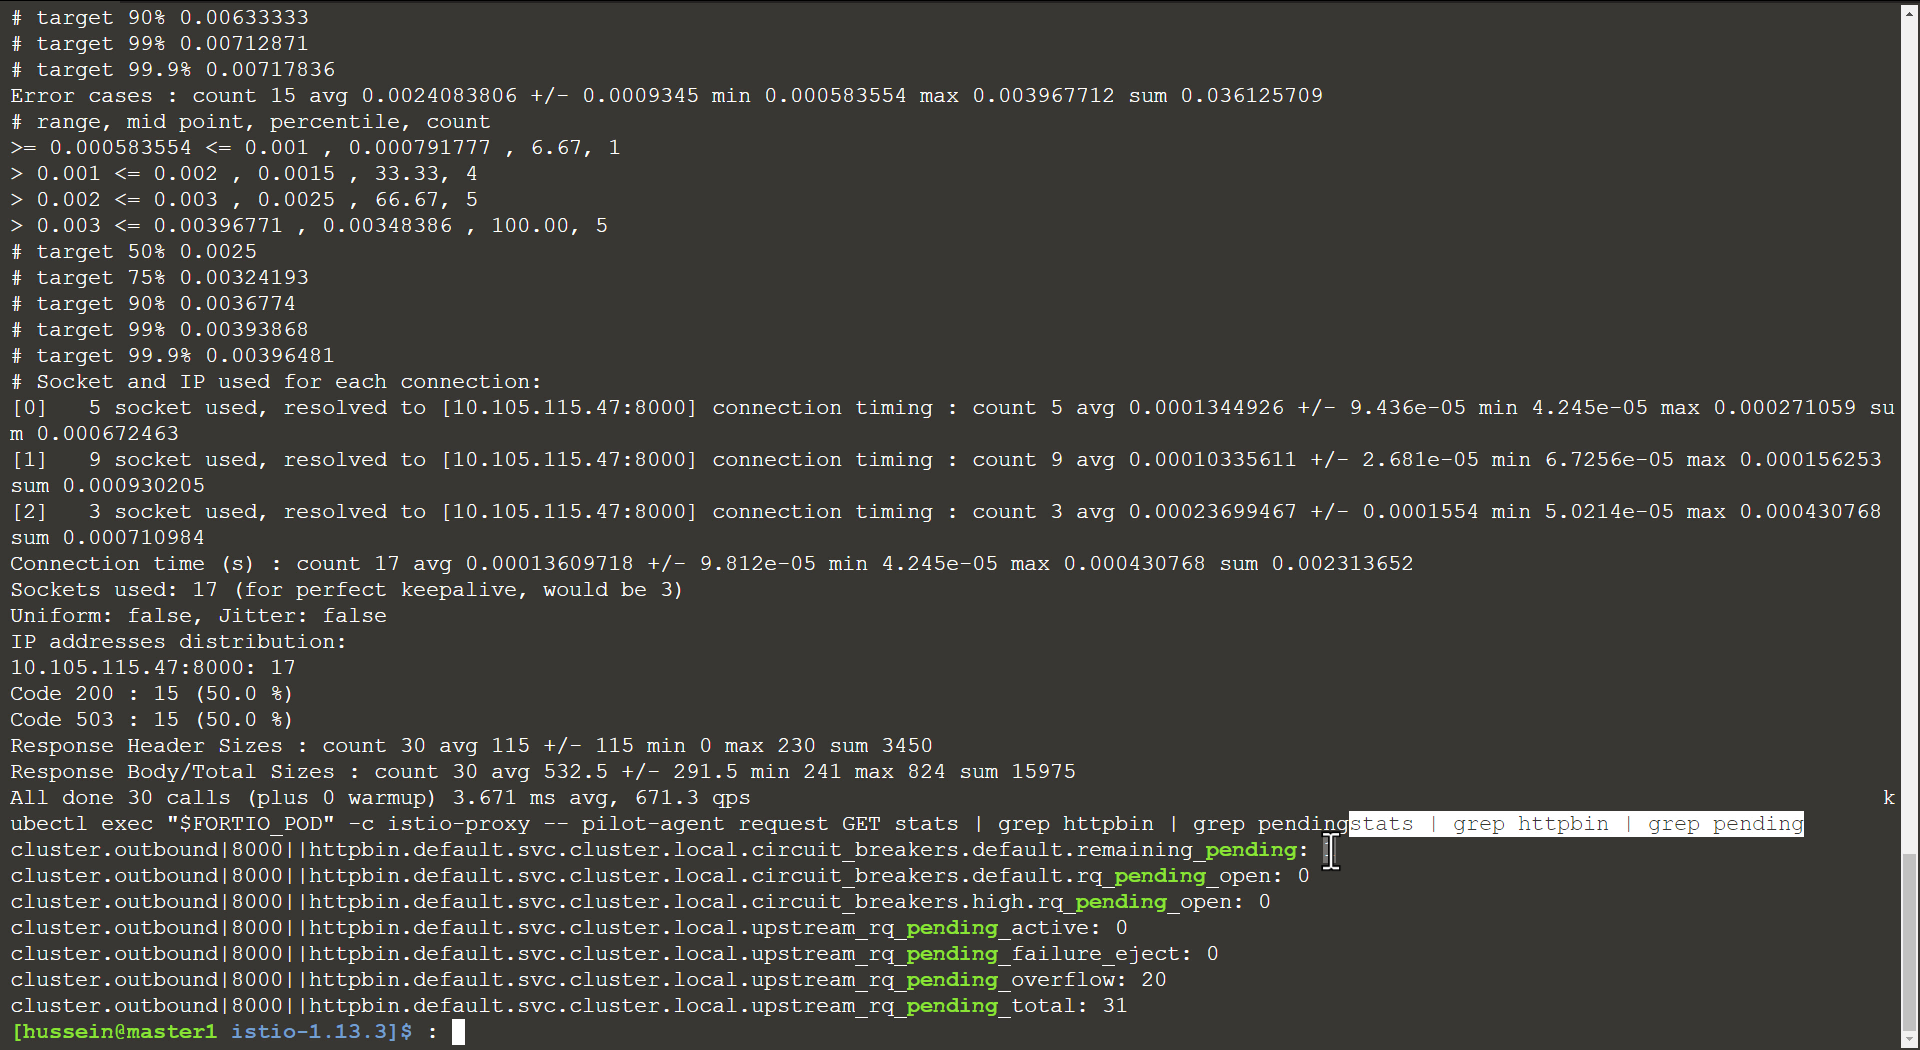 # target 90% 0.00633333
# target 99% 0.00712871
# target 99.9% 0.00717836
Error cases : count 15 avg 0.0024083806 +/- 0.0009345 min 0.000583554 max 0.003967712 sum 0.036125709
# range, mid point, percentile, count
>= 0.000583554 <= 0.001 , 0.000791777 , 6.67, 1
> 0.001 <= 0.002 , 0.0015 , 33.33, 4
> 0.002 <= 0.003 , 0.0025 , 66.67, 5
> 0.003 <= 0.00396771 , 0.00348386 , 100.00, 5
# target 50% 0.0025
# target 75% 0.00324193
# target 90% 0.0036774
# target 99% 0.00393868
# target 99.9% 0.00396481
# Socket and IP used for each connection:
[0]   5 socket used, resolved to [10.105.115.47:8000] connection timing : count 5 avg 0.0001344926 +/- 9.436e-05 min 4.245e-05 max 0.000271059 su
m 0.000672463
[1]   9 socket used, resolved to [10.105.115.47:8000] connection timing : count 9 avg 0.00010335611 +/- 2.681e-05 min 6.7256e-05 max 0.000156253
sum 0.000930205
[2]   3 socket used, resolved to [10.105.115.47:8000] connection timing : count 3 avg 0.00023699467 +/- 0.0001554 min 5.0214e-05 max 0.000430768
sum 0.000710984
Connection time (s) : count 17 avg 0.00013609718 +/- 9.812e-05 min 4.245e-05 max 0.000430768 sum 0.002313652
Sockets used: 17 (for perfect keepalive, would be 3)
Uniform: false, Jitter: false
IP addresses distribution:
10.105.115.47:8000: 17
Code 200 : 15 (50.0 %)
Code 503 : 15 (50.0 %)
Response Header Sizes : count 30 avg 115 +/- 115 min 0 max 230 sum 3450
Response Body/Total Sizes : count 30 avg 532.5 +/- 291.5 min 241 max 824 sum 15975
All done 30 calls (plus 0 warmup) 3.671 ms avg, 671.3 qps k
ubectl exec "$FORTIO_POD" -c istio-proxy -- pilot-agent request GET stats | grep httpbin | grep pendingstats | grep httpbin | grep pending
cluster.outbound|8000||httpbin.default.svc.cluster.local.circuit_breakers.default.remaining_pending:
cluster.outbound|8000||httpbin.default.svc.cluster.local.circuit_breakers.default.rq_pending_open: 0
cluster.outbound|8000||httpbin.default.svc.cluster.local.circuit_breakers.high.rq_pending_open: 0
cluster.outbound|8000||httpbin.default.svc.cluster.local.upstream_rq_pending_active: 0
cluster.outbound|8000||httpbin.default.svc.cluster.local.upstream_rq_pending_failure_eject: 0
cluster.outbound|8000||httpbin.default.svc.cluster.local.upstream_rq_pending_overflow: 20
cluster.outbound|8000||httpbin.default.svc.cluster.local.upstream_rq_pending_total: 31
[hussein@master1 istio-1.13.3]$ :